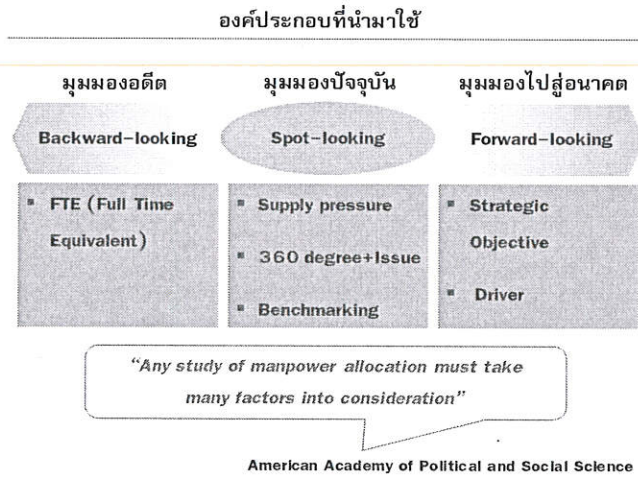 องค์ประกอบที่นำมาใช้
มุมมองอดีต
Backward-looking
▪ FTE (Full Time
Equivalent)
มุมมองปัจจุบัน
Spot-looking
▪ Supply pressure
▪ 360 degree+Issue
▪ Benchmarking
มุมมองไปสู่อนาคต
Forward-looking
▪ Strategic
Objective
▪ Driver
“Any study of manpower allocation must take
many factors into consideration”
American Academy of Political and Social Science